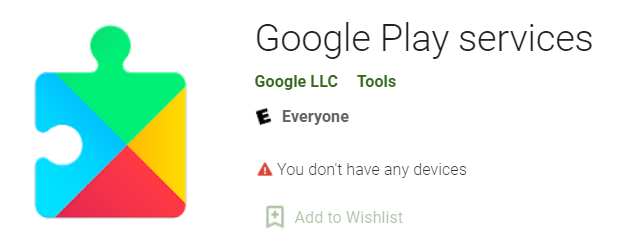 Google Play services
Google LLC Tools
E Everyone
You don't have any devices
Add to Wishlist